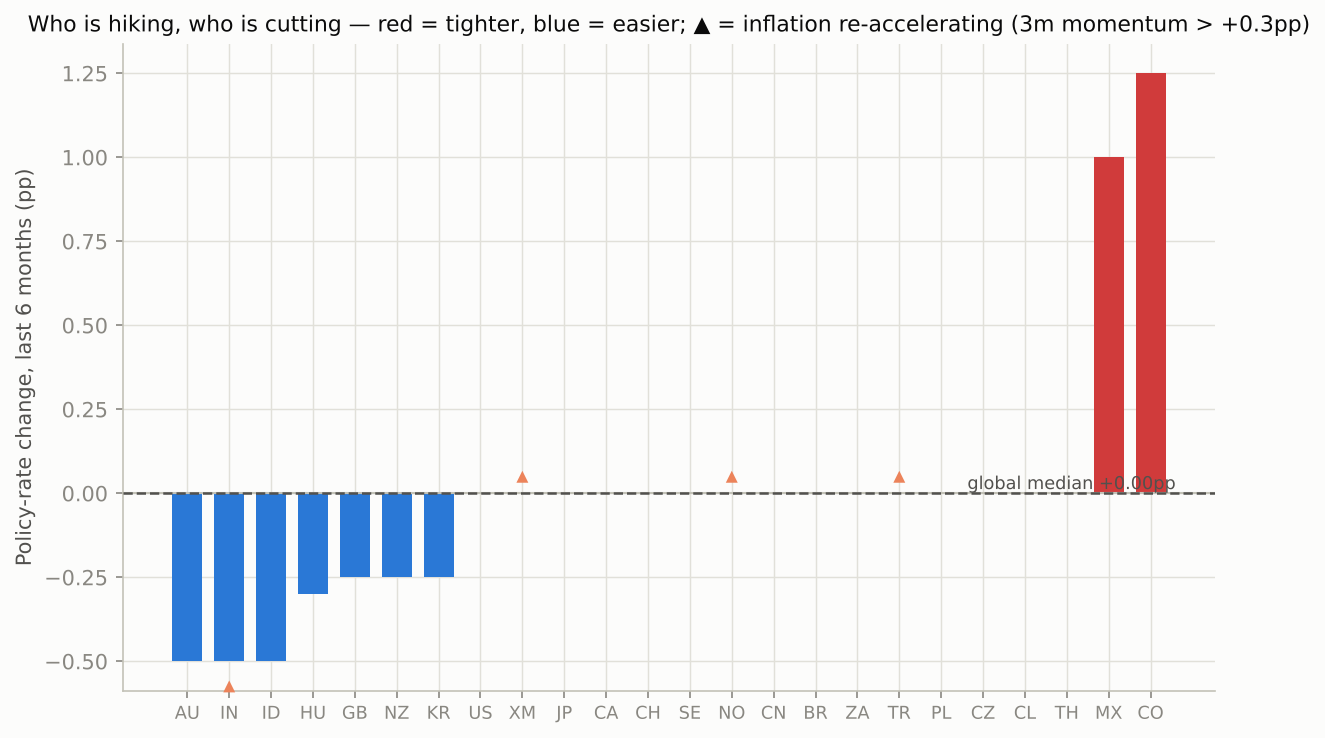 Who is hiking, who is cutting — red = tighter, blue = easier; ▲ = inflation re-accelerating (3m momentum > +0.3pp)
Policy-rate change, last 6 months (pp)
1.25
1.00
0.75
0.50
0.25
0.00
−0.25
−0.50
global median +0.00pp
AU IN ID HU GB NZ KR US XM JP CA CH SE NO CN BR ZA TR PL CZ CL TH MX CO